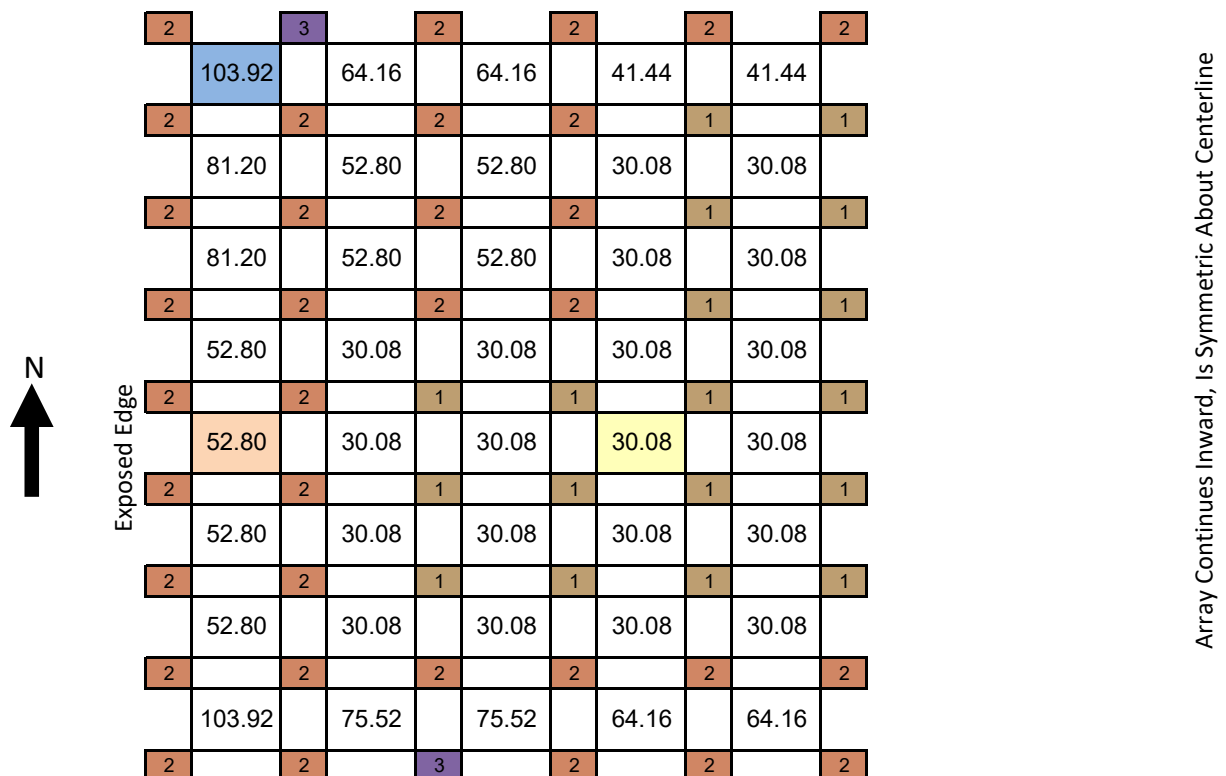 2 3 2 2 2 2
103.92 64.16 64.16 41.44 41.44
2 2 2 2 1 1
81.20 52.80 52.80 30.08 30.08
2 2 2 2 1 1
81.20 52.80 52.80 30.08 30.08
2 2 2 2 1 1
52.80 30.08 30.08 30.08 30.08
2 2 1 1 1 1
52.80 30.08 30.08 30.08 30.08
2 2 1 1 1 1
52.80 30.08 30.08 30.08 30.08
2 2 1 1 1 1
52.80 30.08 30.08 30.08 30.08
2 2 2 2 2 2
103.92 75.52 75.52 64.16 64.16
2 2 3 2 2 2
N
Exposed Edge
Array Continues Inward, Is Symmetric About Centerline